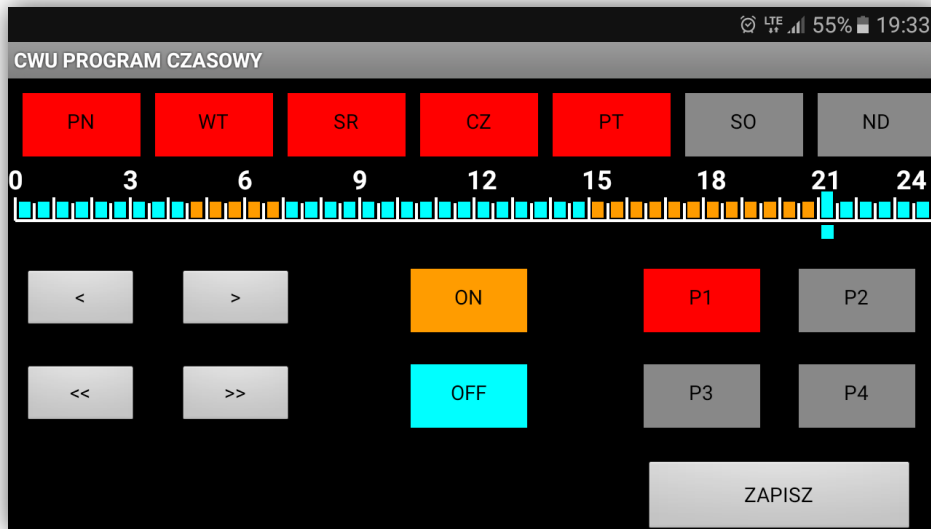 LTE 55% 19:33
CWU PROGRAM CZASOWY
PN WT SR CZ PT SO ND
0 3 6 9 12 15 18 21 24
< > ON P1 P2
<< >> OFF P3 P4
ZAPISZ